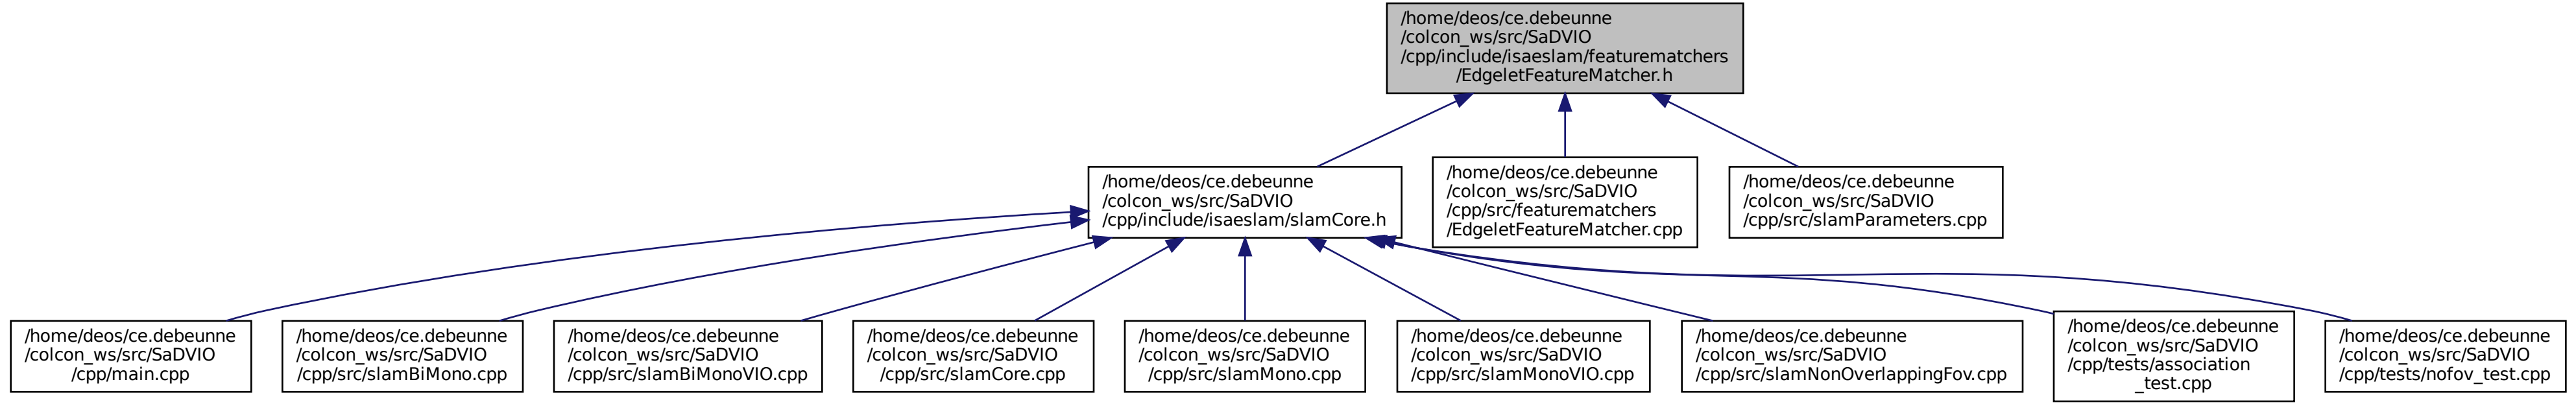 /home/deos/ce.debeunne
/colcon_ws/src/SaDVIO
/cpp/include/isaeslam/featurematchers
/EdgeletFeatureMatcher.h
/home/deos/ce.debeunne
/colcon_ws/src/SaDVIO
/cpp/include/isaeslam/slamCore.h
/home/deos/ce.debeunne
/colcon_ws/src/SaDVIO
/cpp/src/featurematchers
/EdgeletFeatureMatcher.cpp
/home/deos/ce.debeunne
/colcon_ws/src/SaDVIO
/cpp/src/slamParameters.cpp
/home/deos/ce.debeunne
/colcon_ws/src/SaDVIO
/cpp/main.cpp
/home/deos/ce.debeunne
/colcon_ws/src/SaDVIO
/cpp/src/slamBiMono.cpp
/home/deos/ce.debeunne
/colcon_ws/src/SaDVIO
/cpp/src/slamBiMonoVIO.cpp
/home/deos/ce.debeunne
/colcon_ws/src/SaDVIO
/cpp/src/slamCore.cpp
/home/deos/ce.debeunne
/colcon_ws/src/SaDVIO
/cpp/src/slamMono.cpp
/home/deos/ce.debeunne
/colcon_ws/src/SaDVIO
/cpp/src/slamMonoVIO.cpp
/home/deos/ce.debeunne
/colcon_ws/src/SaDVIO
/cpp/src/slamNonOverlappingFov.cpp
/home/deos/ce.debeunne
/colcon_ws/src/SaDVIO
/cpp/tests/association
_test.cpp
/home/deos/ce.debeunne
/colcon_ws/src/SaDVIO
/cpp/tests/nofov_test.cpp